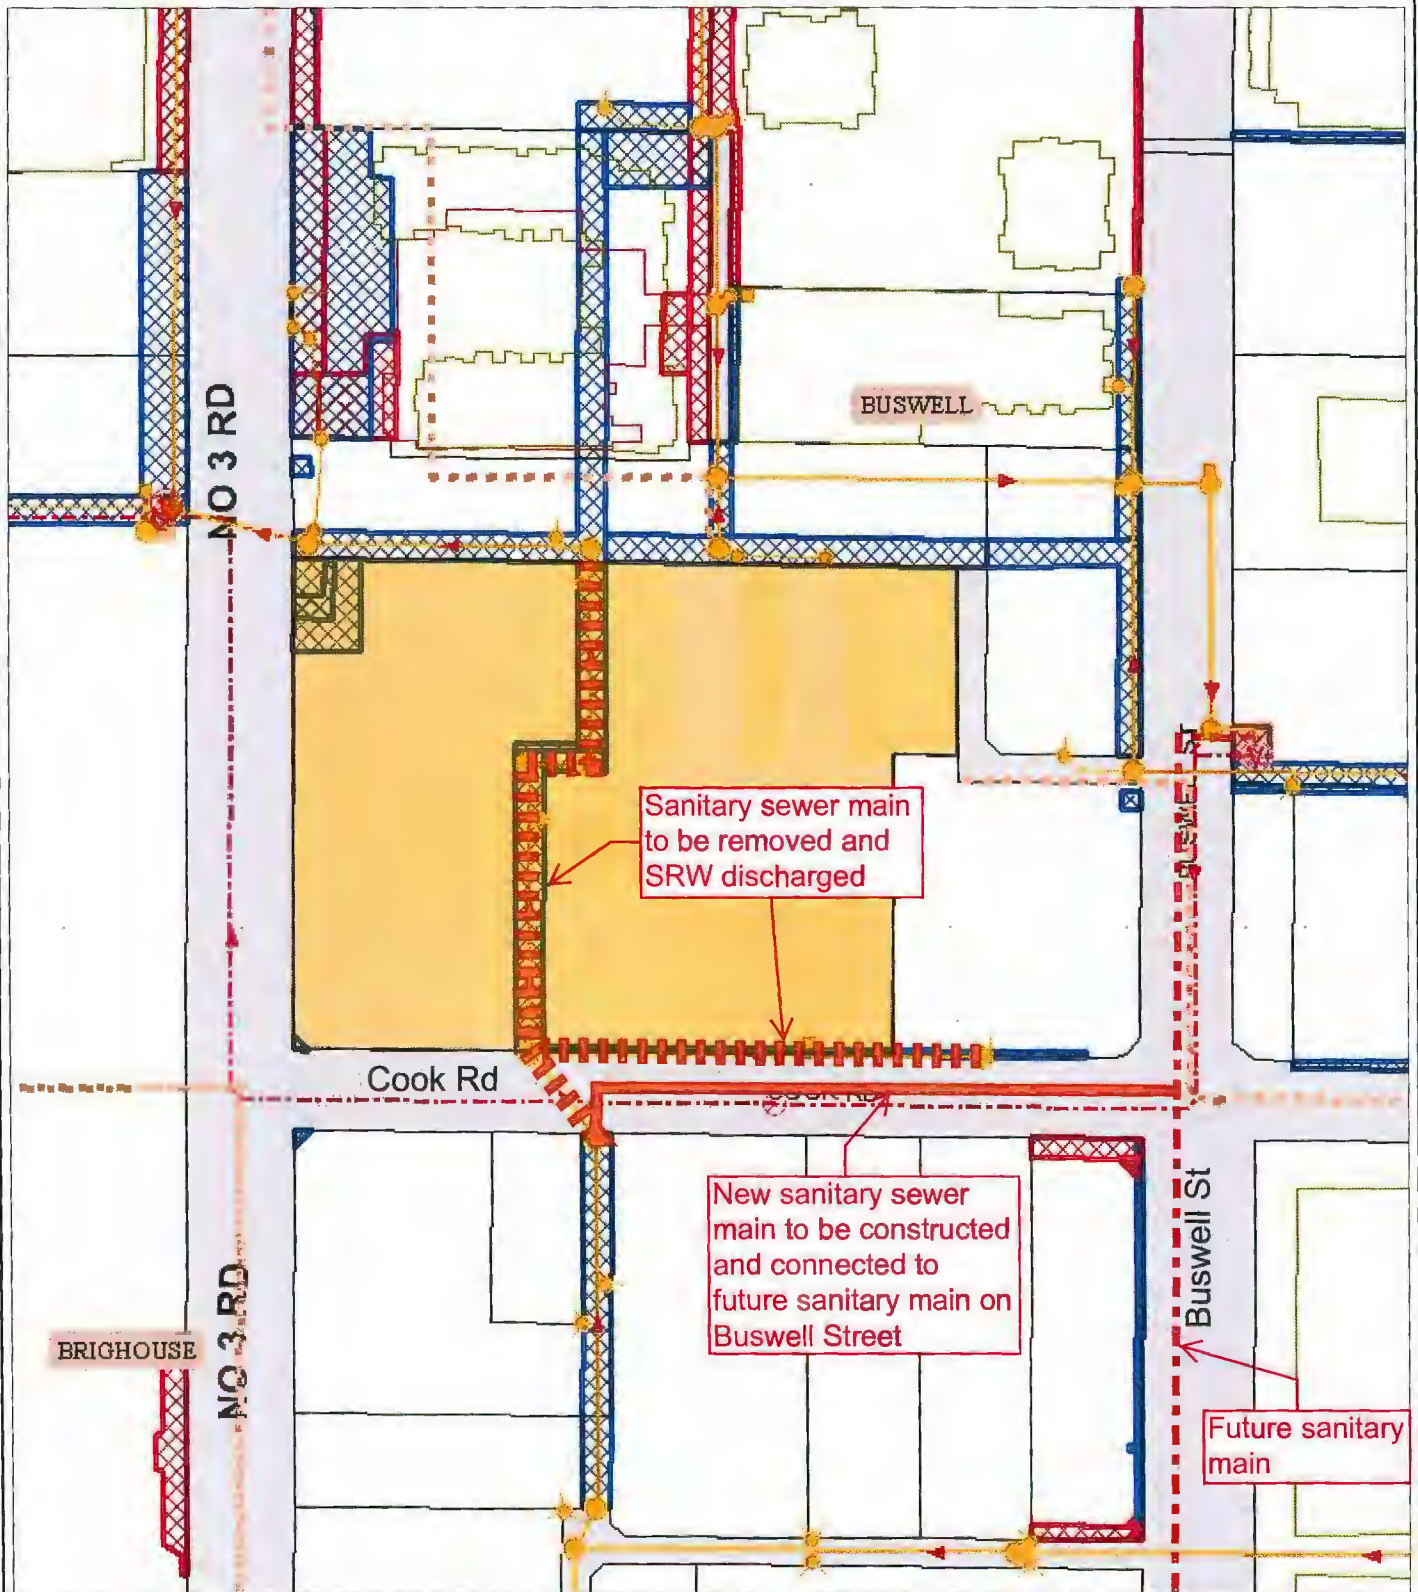 NO 3 RD
BUSWELL
Sanitary sewer main
to be removed and
SRW discharged
Cook Rd
COOK RD
New sanitary sewer
main to be constructed
and connected to
future sanitary main on
Buswell Street
Buswell St
BRIGHOUSE
NO 3 RD
Future sanitary
main